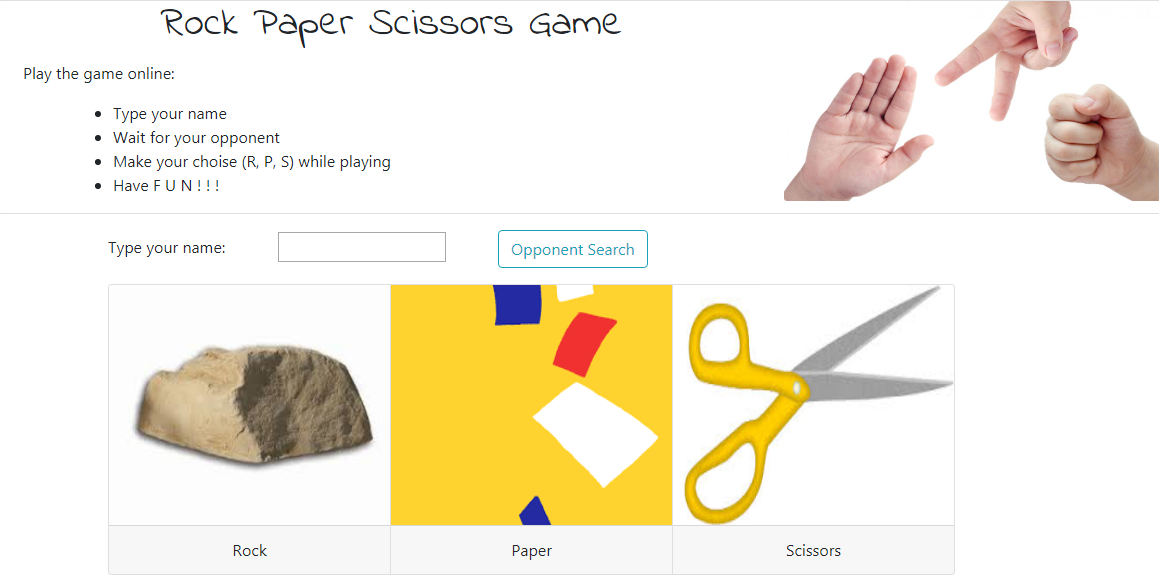 Rock Paper Scissors Game
Play the game online:
Type your name
Wait for your opponent
Make your choise (R, P, S) while playing
Have F U N ! ! !
Type your name:
Opponent Search
Rock
Paper
Scissors